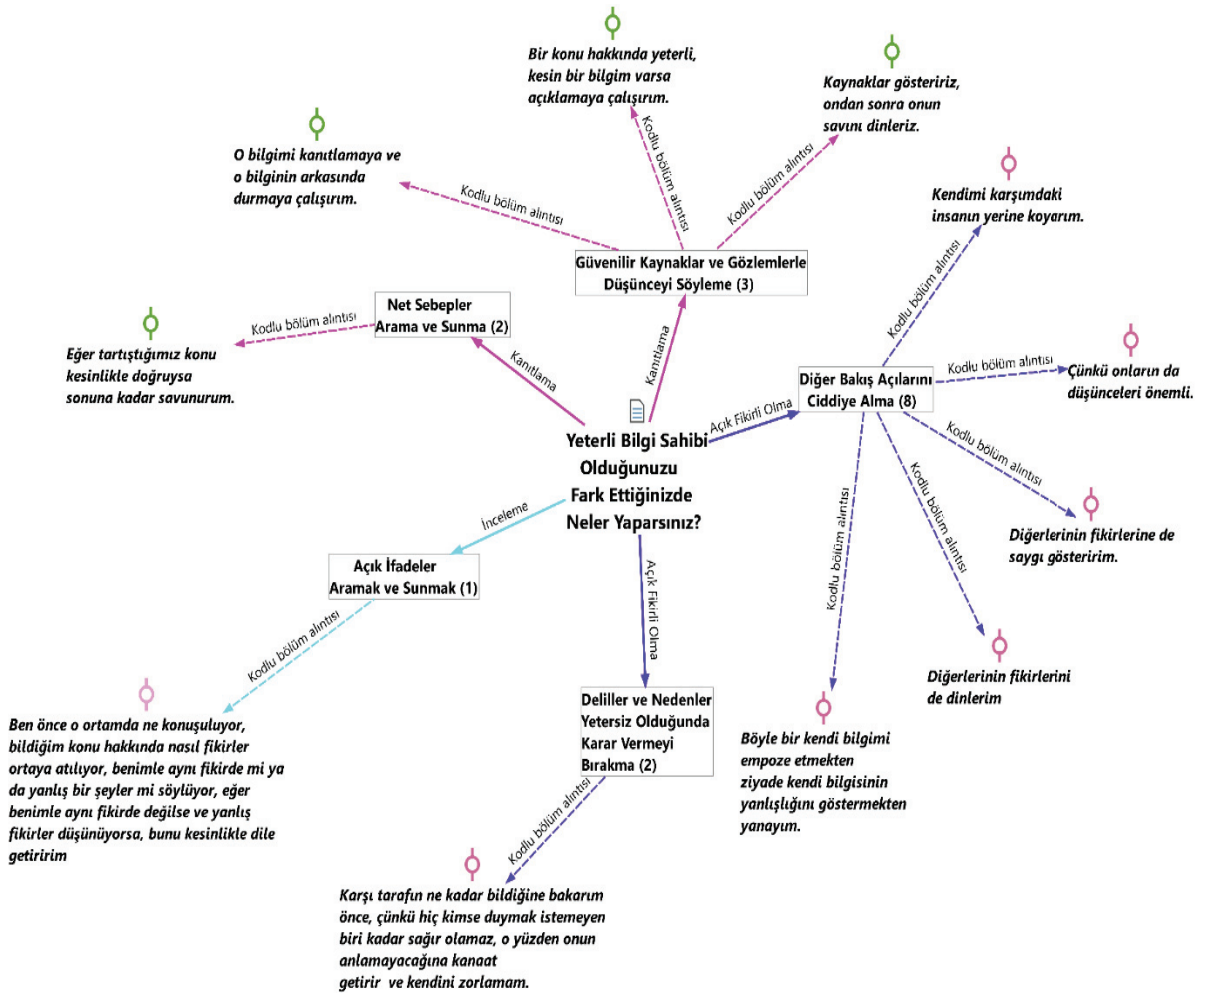 Bir konu hakkında yeterli,
kesin bir bilgim varsa
açıklamaya çalışırım.
Kaynaklar gösteririz,
ondan sonra onun
savını dinleriz.
O bilgimi kanıtlamaya ve
o bilginin arkasında
durmaya çalışırım.
Kendimi karşımdaki
insanın yerine koyarım.
Kodlu bölüm alıntısı
Kodlu bölüm alıntısı
Kodlu bölüm alıntısı
Kodlu bölüm alıntısı
Güvenilir Kaynaklar ve Gözlemlerle
Düşünceyi Söyleme (3)
Net Sebepler
Arama ve Sunma (2)
Kodlu bölüm alıntısı
Eğer tartıştığımız konu
kesinlikle doğruysa
sonuna kadar savunurum.
Kanıtlama
Kanıtlama
Diğer Bakış Açılarını
Ciddiye Alma (8)
Kodlu bölüm alıntısı
Çünkü onların da
düşünceleri önemli.
Açık Fikirli Olma
Yeterli Bilgi Sahibi
Olduğunuzu
Fark Ettiğinizde
Neler Yaparsınız?
Kodlu bölüm alıntısı
Diğerlerinin fikirlerine de
saygı gösteririm.
Kodlu bölüm alıntısı
Kodlu bölüm alıntısı
İnceleme
Açık İfadeler
Aramak ve Sunmak (1)
Açık Fikirli Olma
Kodlu bölüm alıntısı
Diğerlerinin fikirlerini
de dinlerim
Deliller ve Nedenler
Yetersiz Olduğunda
Karar Vermeyi
Bırakma (2)
Böyle bir kendi bilgimi
empoze etmekten
ziyade kendi bilgisinin
yanlışlığını göstermekten
yanayım.
Ben önce o ortamda ne konuşuluyor,
bildiğim konu hakkında nasıl fikirler
ortaya atılıyor, benimle aynı fikirde mi ya
da yanlış bir şeyler mi söylüyor, eğer
benimle aynı fikirde değilse ve yanlış
fikirler düşünüyorsa, bunu kesinlikle dile
getiririm
Kodlu bölüm alıntısı
Karşı tarafın ne kadar bildiğine bakarım
önce, çünkü hiç kimse duymak istemeyen
biri kadar sağır olamaz, o yüzden onun
anlamayacağına kanaat
getirir ve kendini zorlamam.